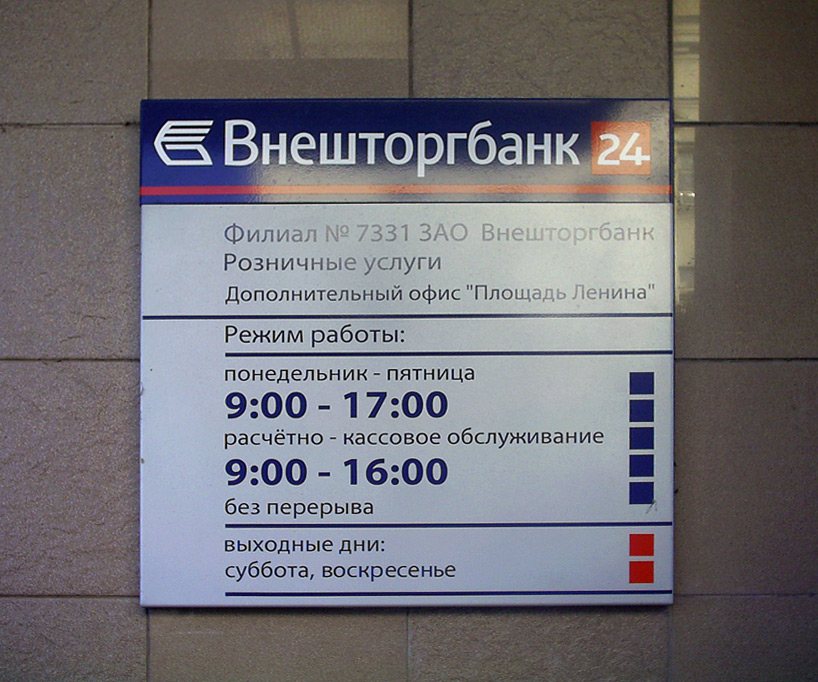 Внешторгбанк 24
Филиал № 7331 ЗАО Внешторгбанк
Розничные услуги
Дополнительный офис "Площадь Ленина"
Режим работы:
понедельник - пятница
9:00 - 17:00
расчётно - кассовое обслуживание
9:00 - 16:00
без перерыва
выходные дни:
суббота, воскресенье